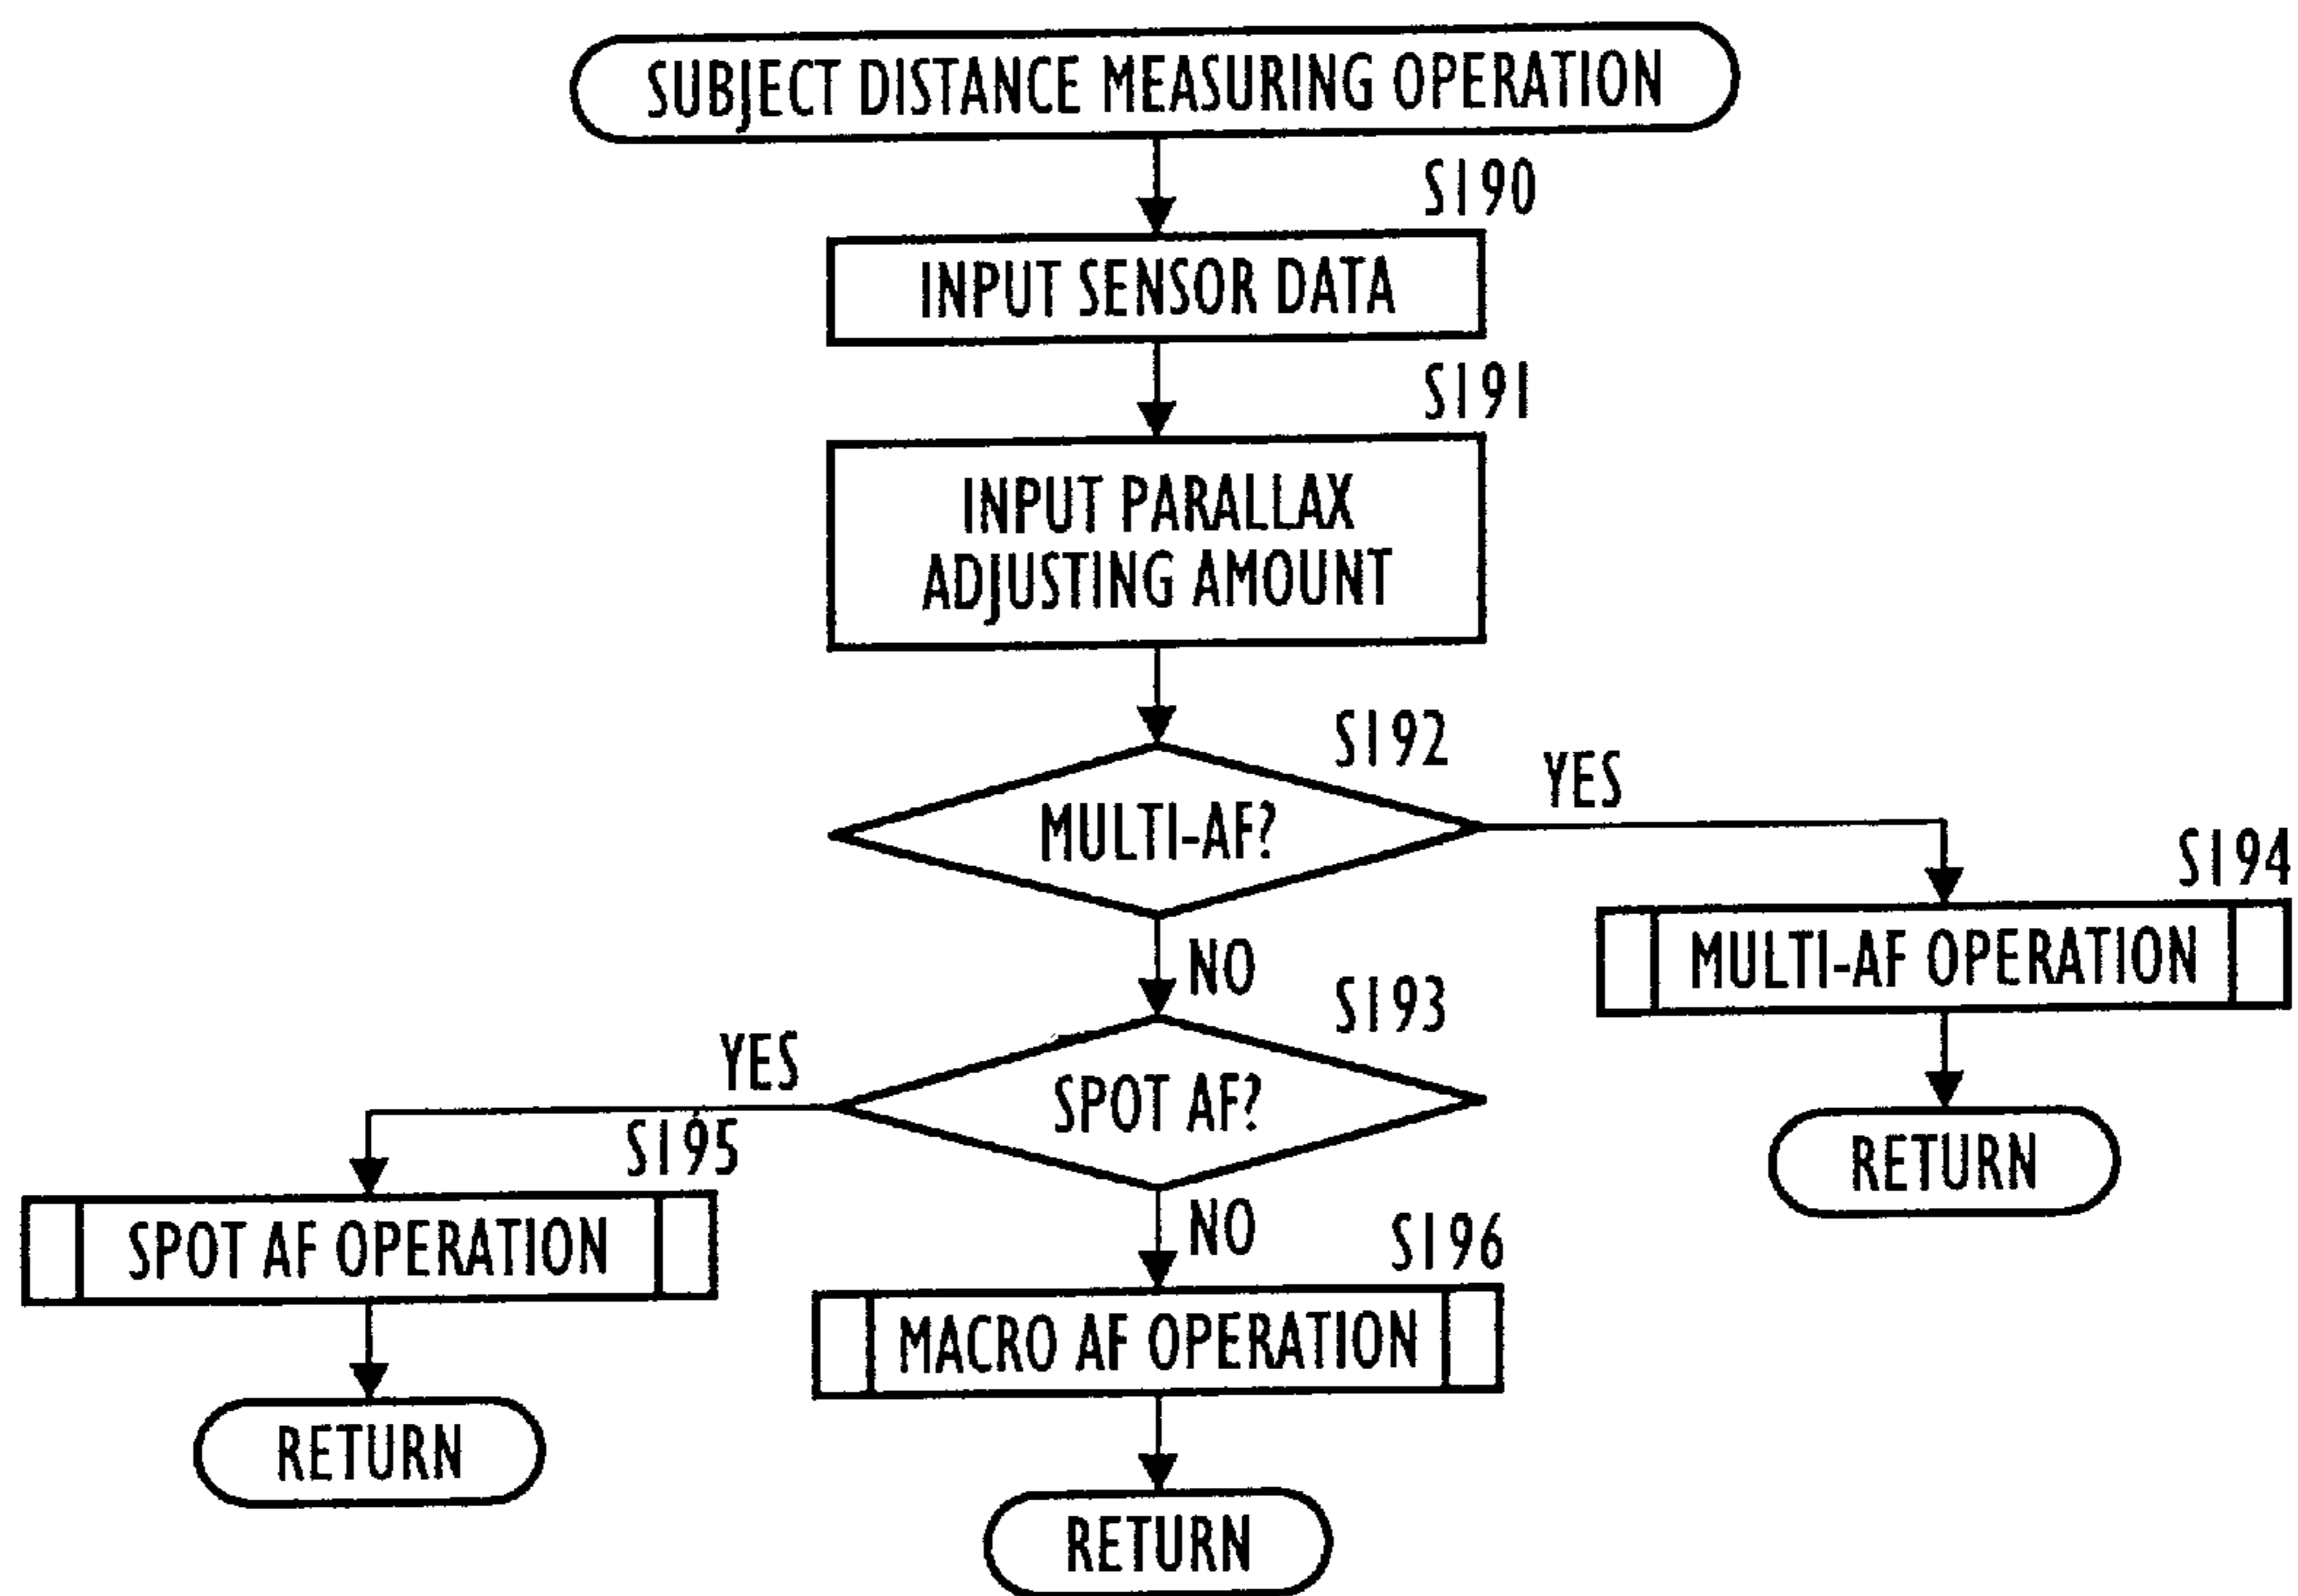 SUBJECT DISTANCE MEASURING OPERATION
S190
INPUT SENSOR DATA
S191
INPUT PARALLAX
ADJUSTING AMOUNT
S192
MULTI-AF?
YES
S194
MULTI-AF OPERATION
RETURN
NO
S193
SPOT AF?
YES
S195
SPOT AF OPERATION
RETURN
NO
S196
MACRO AF OPERATION
RETURN